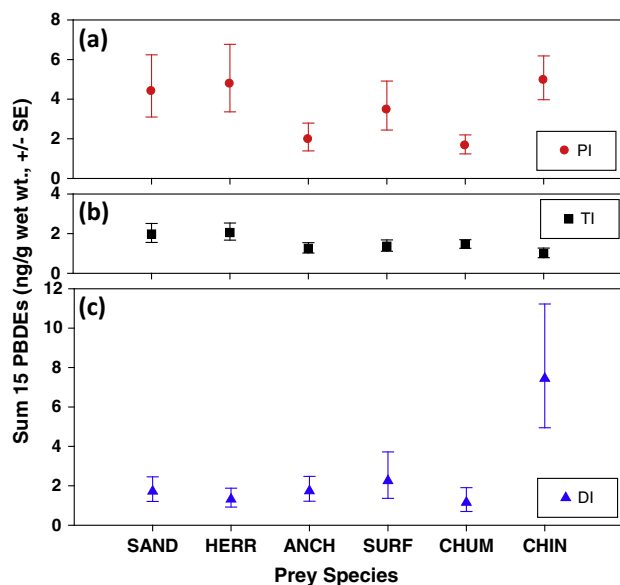 Sum 15 PBDEs (ng/g wet wt., +/- SE)
(a)
8
6
4
2
0
PI
(b)
4
2
0
TI
(c)
12
10
8
6
4
2
0
DI
SAND HERR ANCH SURF CHUM CHIN
Prey Species